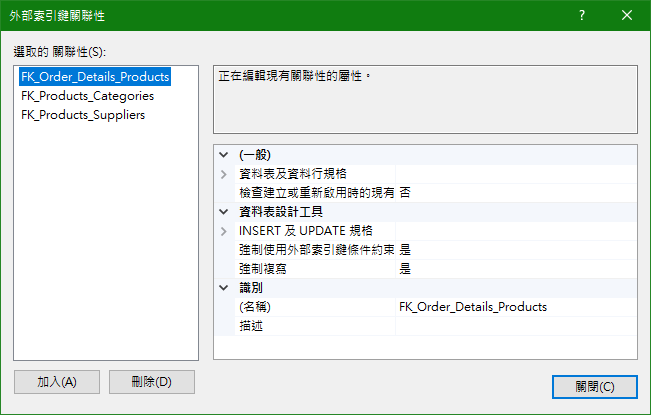 外部索引鍵關聯性
選取的 關聯性(S):
FK_Order_Details_Products
FK_Products_Categories
FK_Products_Suppliers
加入(A)
刪除(D)
正在編輯現有關聯性的屬性。
(一般)
資料表及資料行規格
檢查建立或重新啟用時的現有 否
資料表設計工具
INSERT 及 UPDATE 規格
強制使用外部索引鍵條件約束 是
強制複寫 是
識別
(名稱) FK_Order_Details_Products
描述
關閉(C)